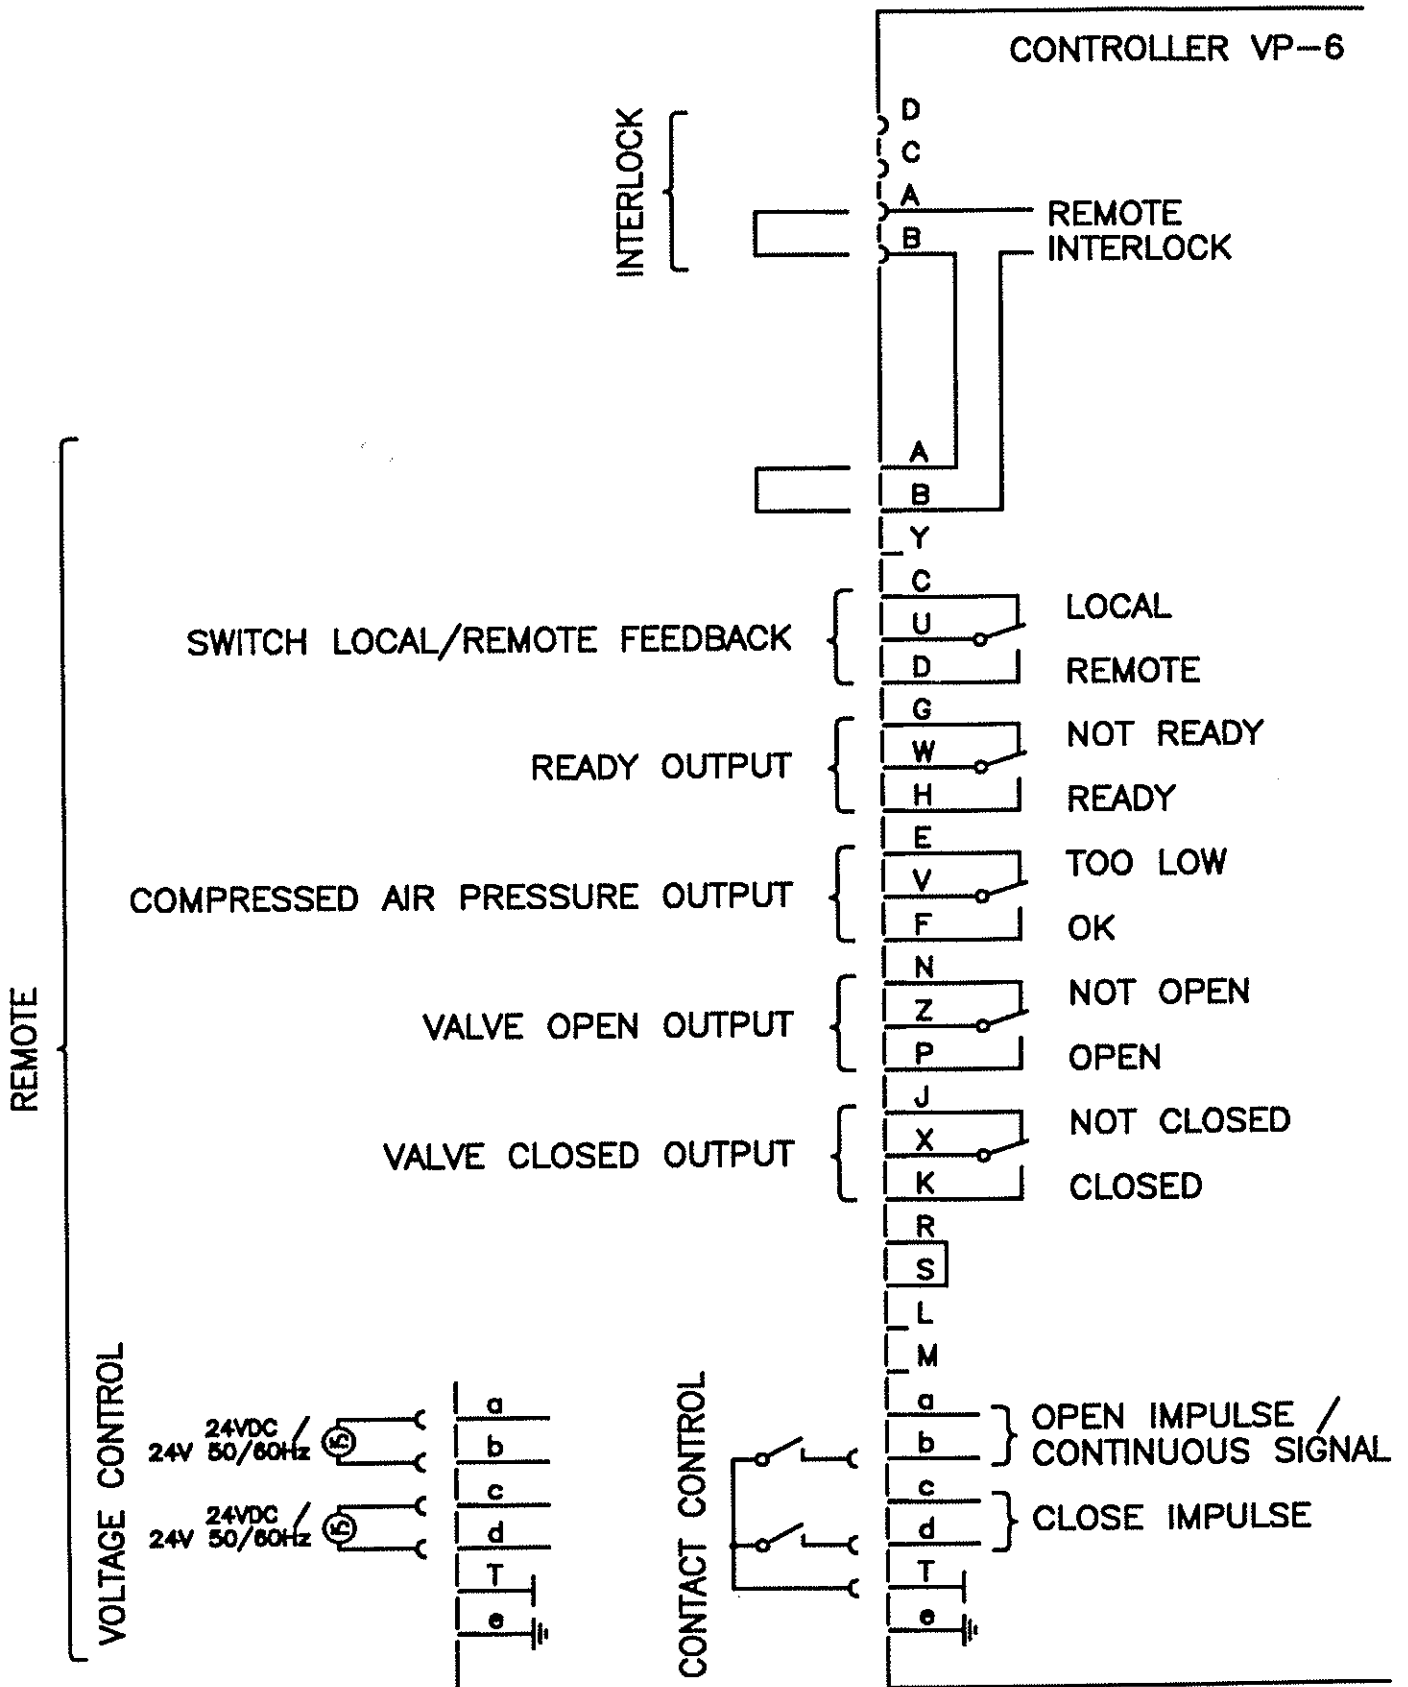 CONTROLLER VP-6
INTERLOCK
D
C
A
B
REMOTE
INTERLOCK
REMOTE
A
B
Y
C
U
D
SWITCH LOCAL/REMOTE FEEDBACK
LOCAL
REMOTE
G
W
H
READY OUTPUT
NOT READY
READY
E
V
F
COMPRESSED AIR PRESSURE OUTPUT
TOO LOW
OK
N
Z
P
VALVE OPEN OUTPUT
NOT OPEN
OPEN
J
X
K
VALVE CLOSED OUTPUT
NOT CLOSED
CLOSED
R
S
L
M
VOLTAGE CONTROL
24VDC /
24V 50/60Hz
24VDC /
24V 50/60Hz
a
b
c
d
T
e
CONTACT CONTROL
a
b
c
d
T
e
OPEN IMPULSE /
CONTINUOUS SIGNAL
CLOSE IMPULSE